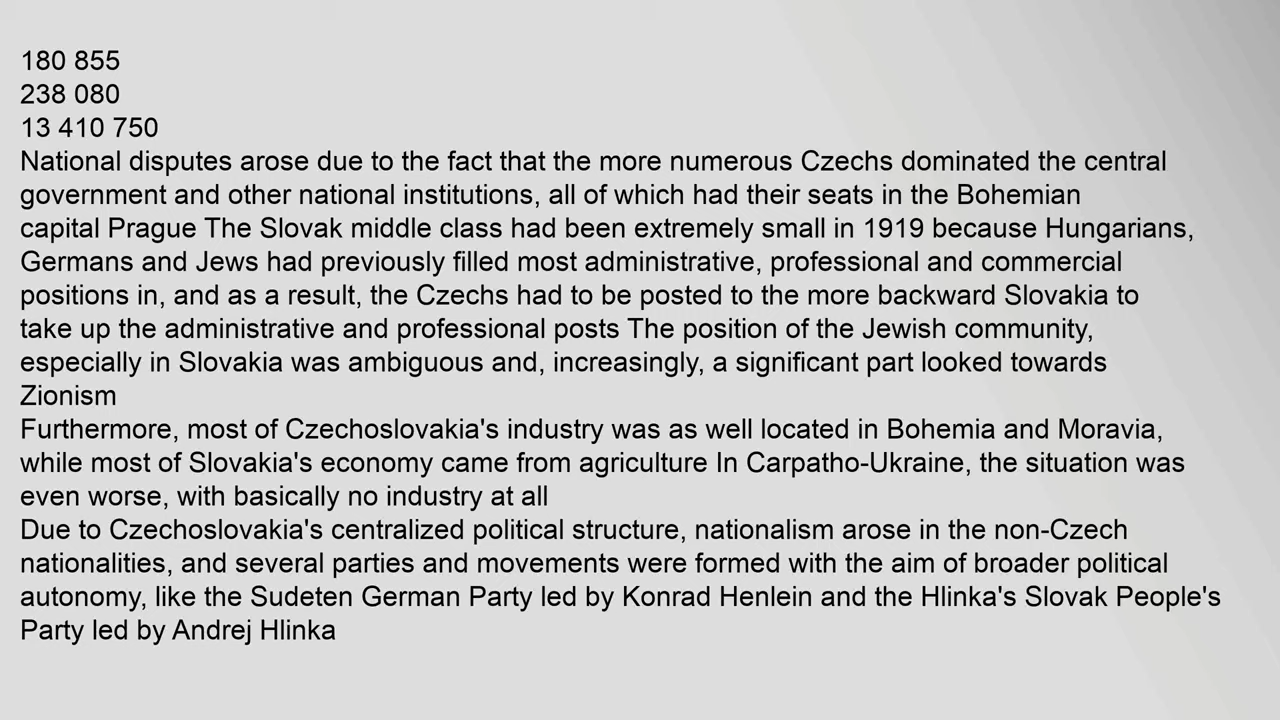 180 855
238 080
13 410 750
National disputes arose due to the fact that the more numerous Czechs dominated the central
government and other national institutions, all of which had their seats in the Bohemian
capital Prague The Slovak middle class had been extremely small in 1919 because Hungarians,
Germans and Jews had previously filled most administrative, professional and commercial
positions in, and as a result, the Czechs had to be posted to the more backward Slovakia to
take up the administrative and professional posts The position of the Jewish community,
especially in Slovakia was ambiguous and, increasingly, a significant part looked towards
Zionism
Furthermore, most of Czechoslovakia's industry was as well located in Bohemia and Moravia,
while most of Slovakia's economy came from agriculture In Carpatho-Ukraine, the situation was
even worse, with basically no industry at all
Due to Czechoslovakia's centralized political structure, nationalism arose in the non-Czech
nationalities, and several parties and movements were formed with the aim of broader political
autonomy, like the Sudeten German Party led by Konrad Henlein and the Hlinka's Slovak People's
Party led by Andrej Hlinka